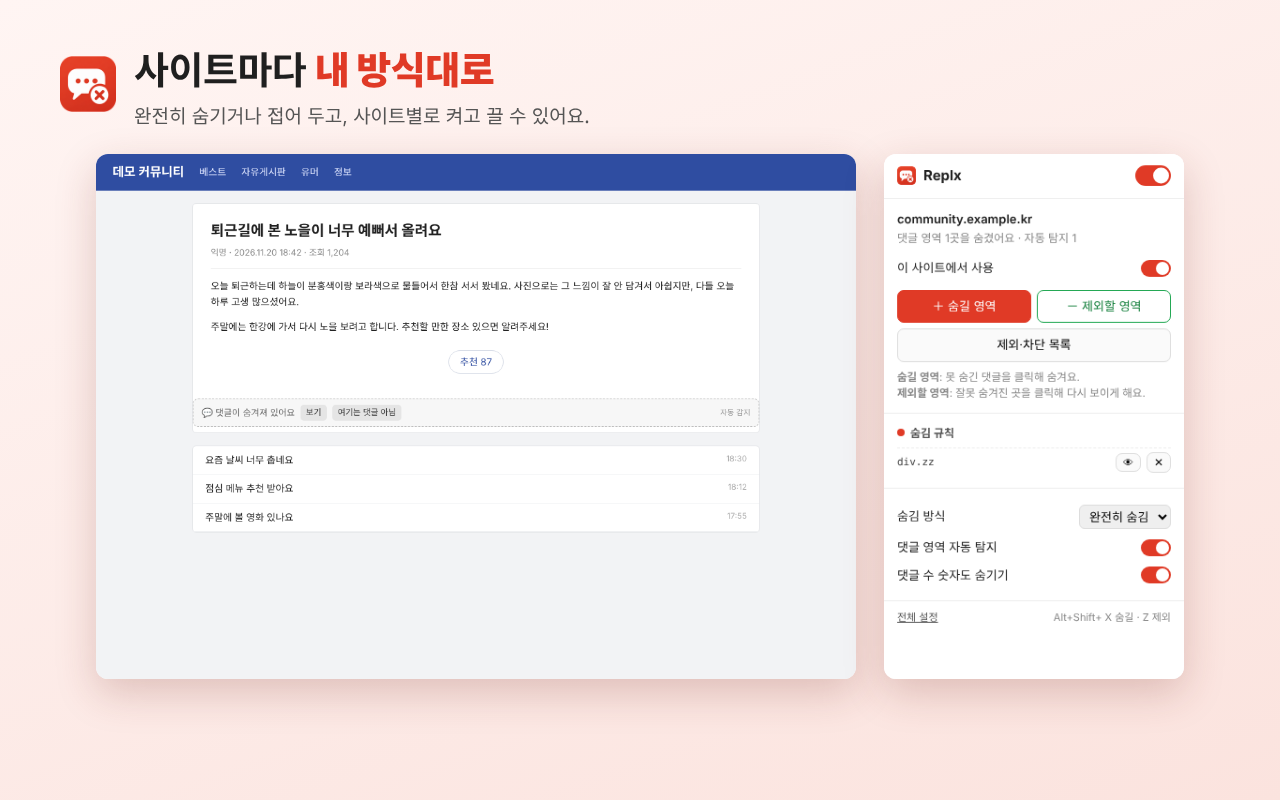 사이트마다 내 방식대로
완전히 숨기거나 접어 두고, 사이트별로 켜고 끌 수 있어요.
데모 커뮤니티 베스트 자유게시판 유머 정보
퇴근길에 본 노을이 너무 예뻐서 올려요
익명 · 2026.11.20 18:42 · 조회 1,204
오늘 퇴근하는데 하늘이 분홍색이랑 보라색으로 물들어서 한참 서서 봤네요. 사진으로는 그 느낌이 잘 안 담겨서 아쉽지만, 다들 오늘
하루 고생 많으셨어요.
주말에는 한강에 가서 다시 노을 보려고 합니다. 추천할 만한 장소 있으면 알려주세요!
추천 87
댓글이 숨겨져 있어요 보기 여기는 댓글 아님 자동 감지
요즘 날씨 너무 춥네요 18:30
점심 메뉴 추천 받아요 18:12
주말에 볼 영화 있나요 17:55
Replx
community.example.kr
댓글 영역 1곳을 숨겼어요 · 자동 탐지 1
이 사이트에서 사용
+ 숨길 영역 − 제외할 영역
제외·차단 목록
숨길 영역: 못 숨긴 댓글을 클릭해 숨겨요.
제외할 영역: 잘못 숨겨진 곳을 클릭해 다시 보이게 해요.
숨김 규칙
div.zz
숨김 방식 완전히 숨김
댓글 영역 자동 탐지
댓글 수 숫자도 숨기기
전체 설정 Alt+Shift+ X 숨길 · Z 제외